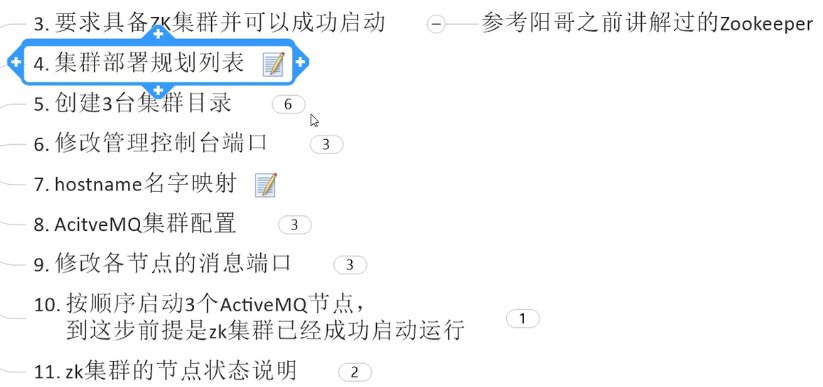 3. 要求具备ZK集群并可以成功启动 参考阳哥之前讲解过的Zookeeper
4. 集群部署规划列表
5. 创建3台集群目录 6
6. 修改管理控制台端口 3
7. hostname名字映射
8. AcitveMQ集群配置 3
9. 修改各节点的消息端口 3
10. 按顺序启动3个ActiveMQ节点,
到这步前提是zk集群已经成功启动运行 1
11. zk集群的节点状态说明 2